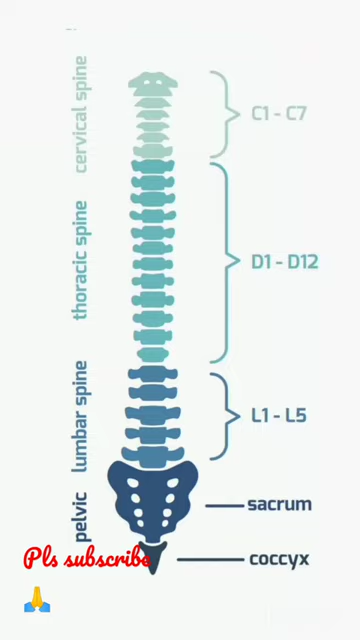 cervical spine
C1 - C7
thoracic spine
D1 - D12
lumbar spine
L1 - L5
pelvic
sacrum
coccyx
Pls subscribe
🙏